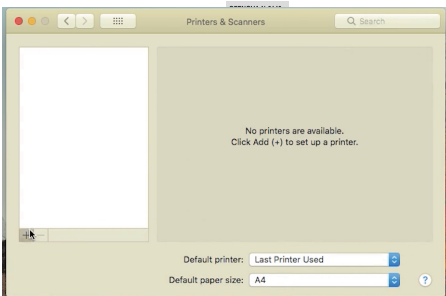 Printers & Scanners
Search
No printers are available.
Click Add (+) to set up a printer.
+ −
Default printer: Last Printer Used
Default paper size: A4
?